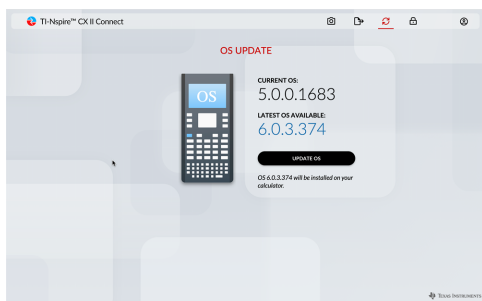 TI-Nspire™ CX II Connect
OS UPDATE
OS
CURRENT OS:
5.0.0.1683
LATEST OS AVAILABLE:
6.0.3.374
UPDATE OS
OS 6.0.3.374 will be installed on your
calculator.
TEXAS INSTRUMENTS